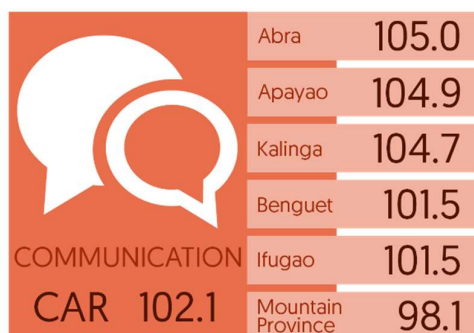 COMMUNICATION
CAR 102.1
Abra 105.0
Apayao 104.9
Kalinga 104.7
Benguet 101.5
Ifugao 101.5
Mountain
Province 98.1